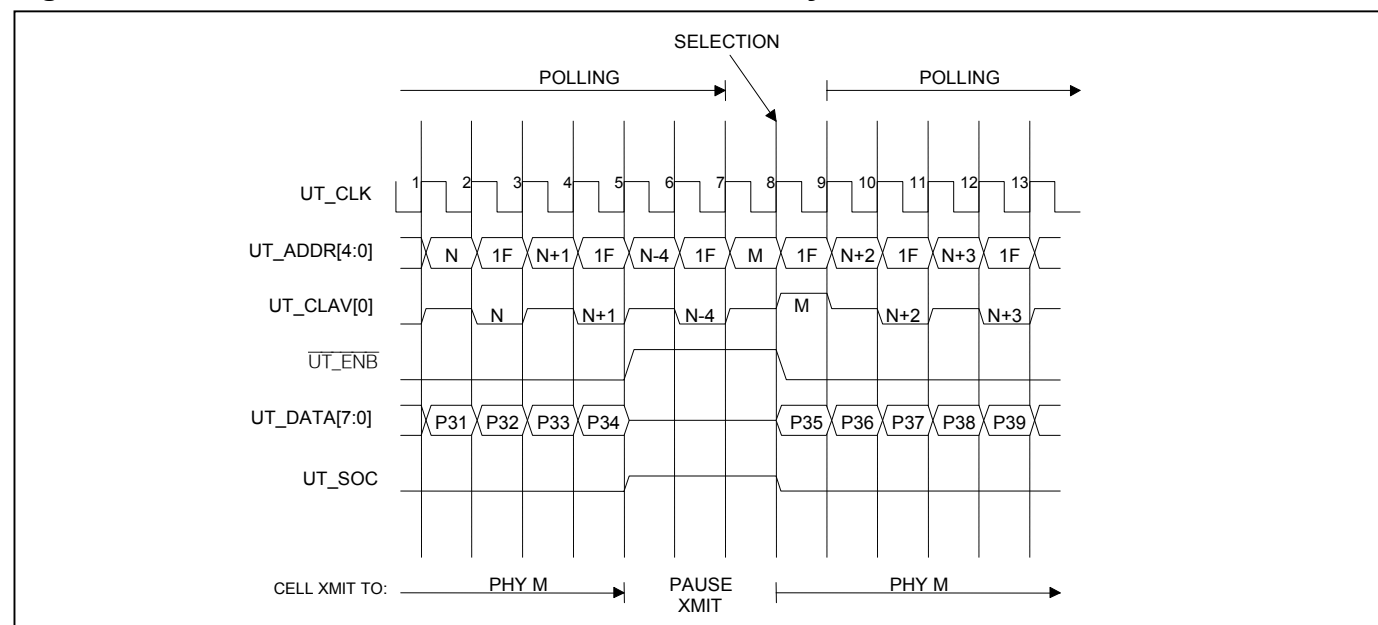 SELECTION
POLLING POLLING
UT_CLK 1 2 3 4 5 6 7 8 9 10 11 12 13
UT_ADDR[4:0] N 1F N+1 1F N-4 1F M 1F N+2 1F N+3 1F
UT_CLAV[0] N N+1 N-4 M N+2 N+3
UT_ENB
UT_DATA[7:0] P31 P32 P33 P34 P35 P36 P37 P38 P39
UT_SOC
CELL XMIT TO: PHY M PAUSE XMIT PHY M